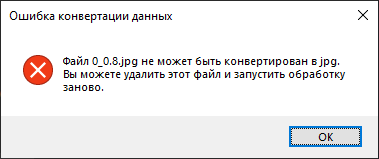 Ошибка конвертации данных
Файл 0_0.8.jpg не может быть конвертирован в jpg.
Вы можете удалить этот файл и запустить обработку
заново.
OK